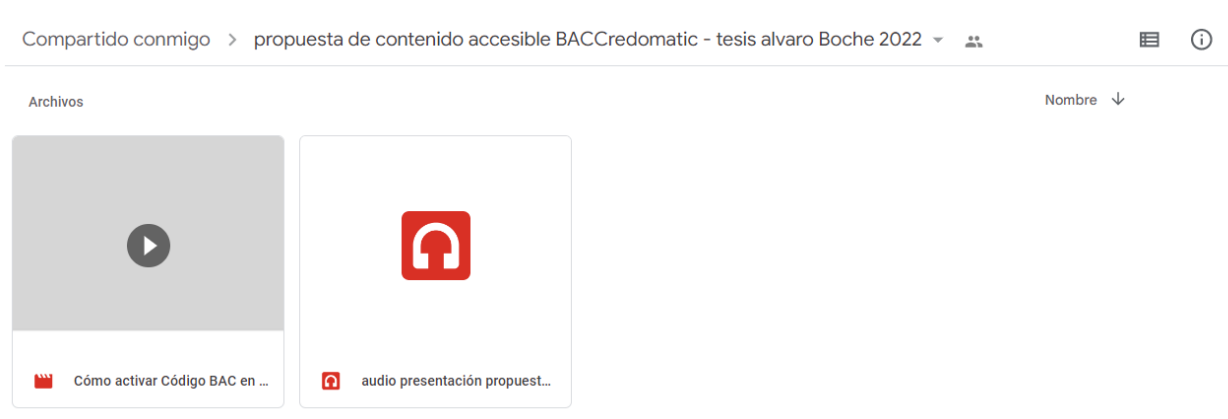 Compartido conmigo > propuesta de contenido accesible BACCredomatic - tesis alvaro Boche 2022
Archivos
Nombre ↓
Cómo activar Código BAC en ...
audio presentación propuest...